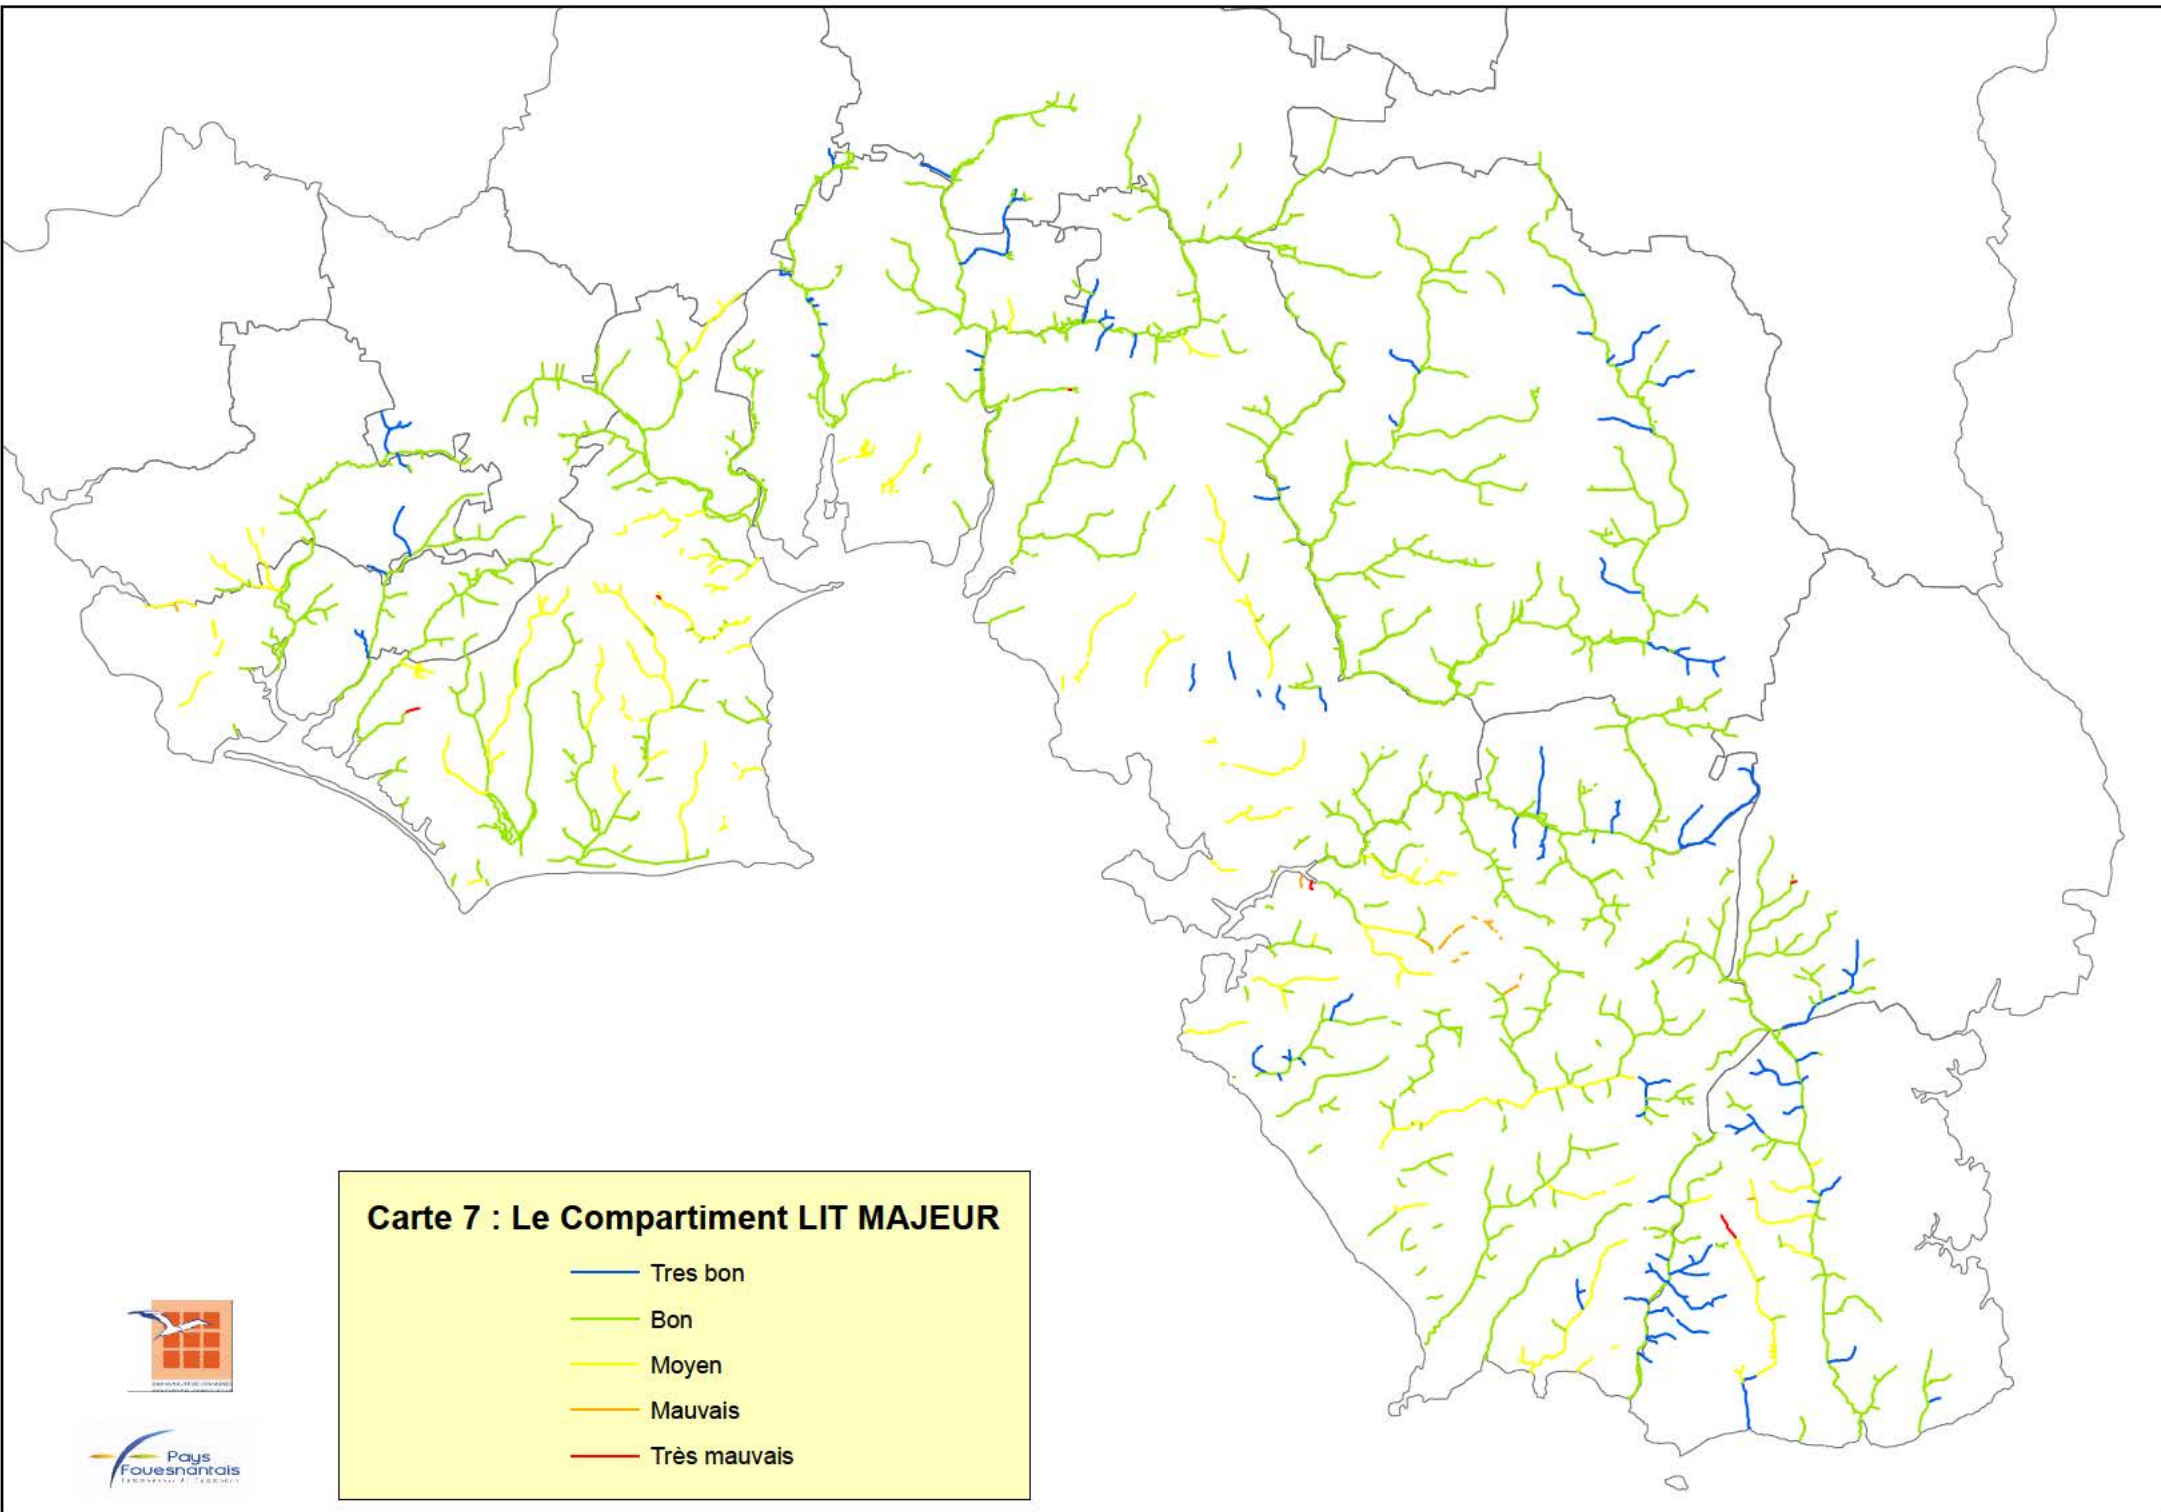 Carte 7 : Le Compartiment LIT MAJEUR
Tres bon
Bon
Moyen
Mauvais
Très mauvais
Pays
Fouesnantais